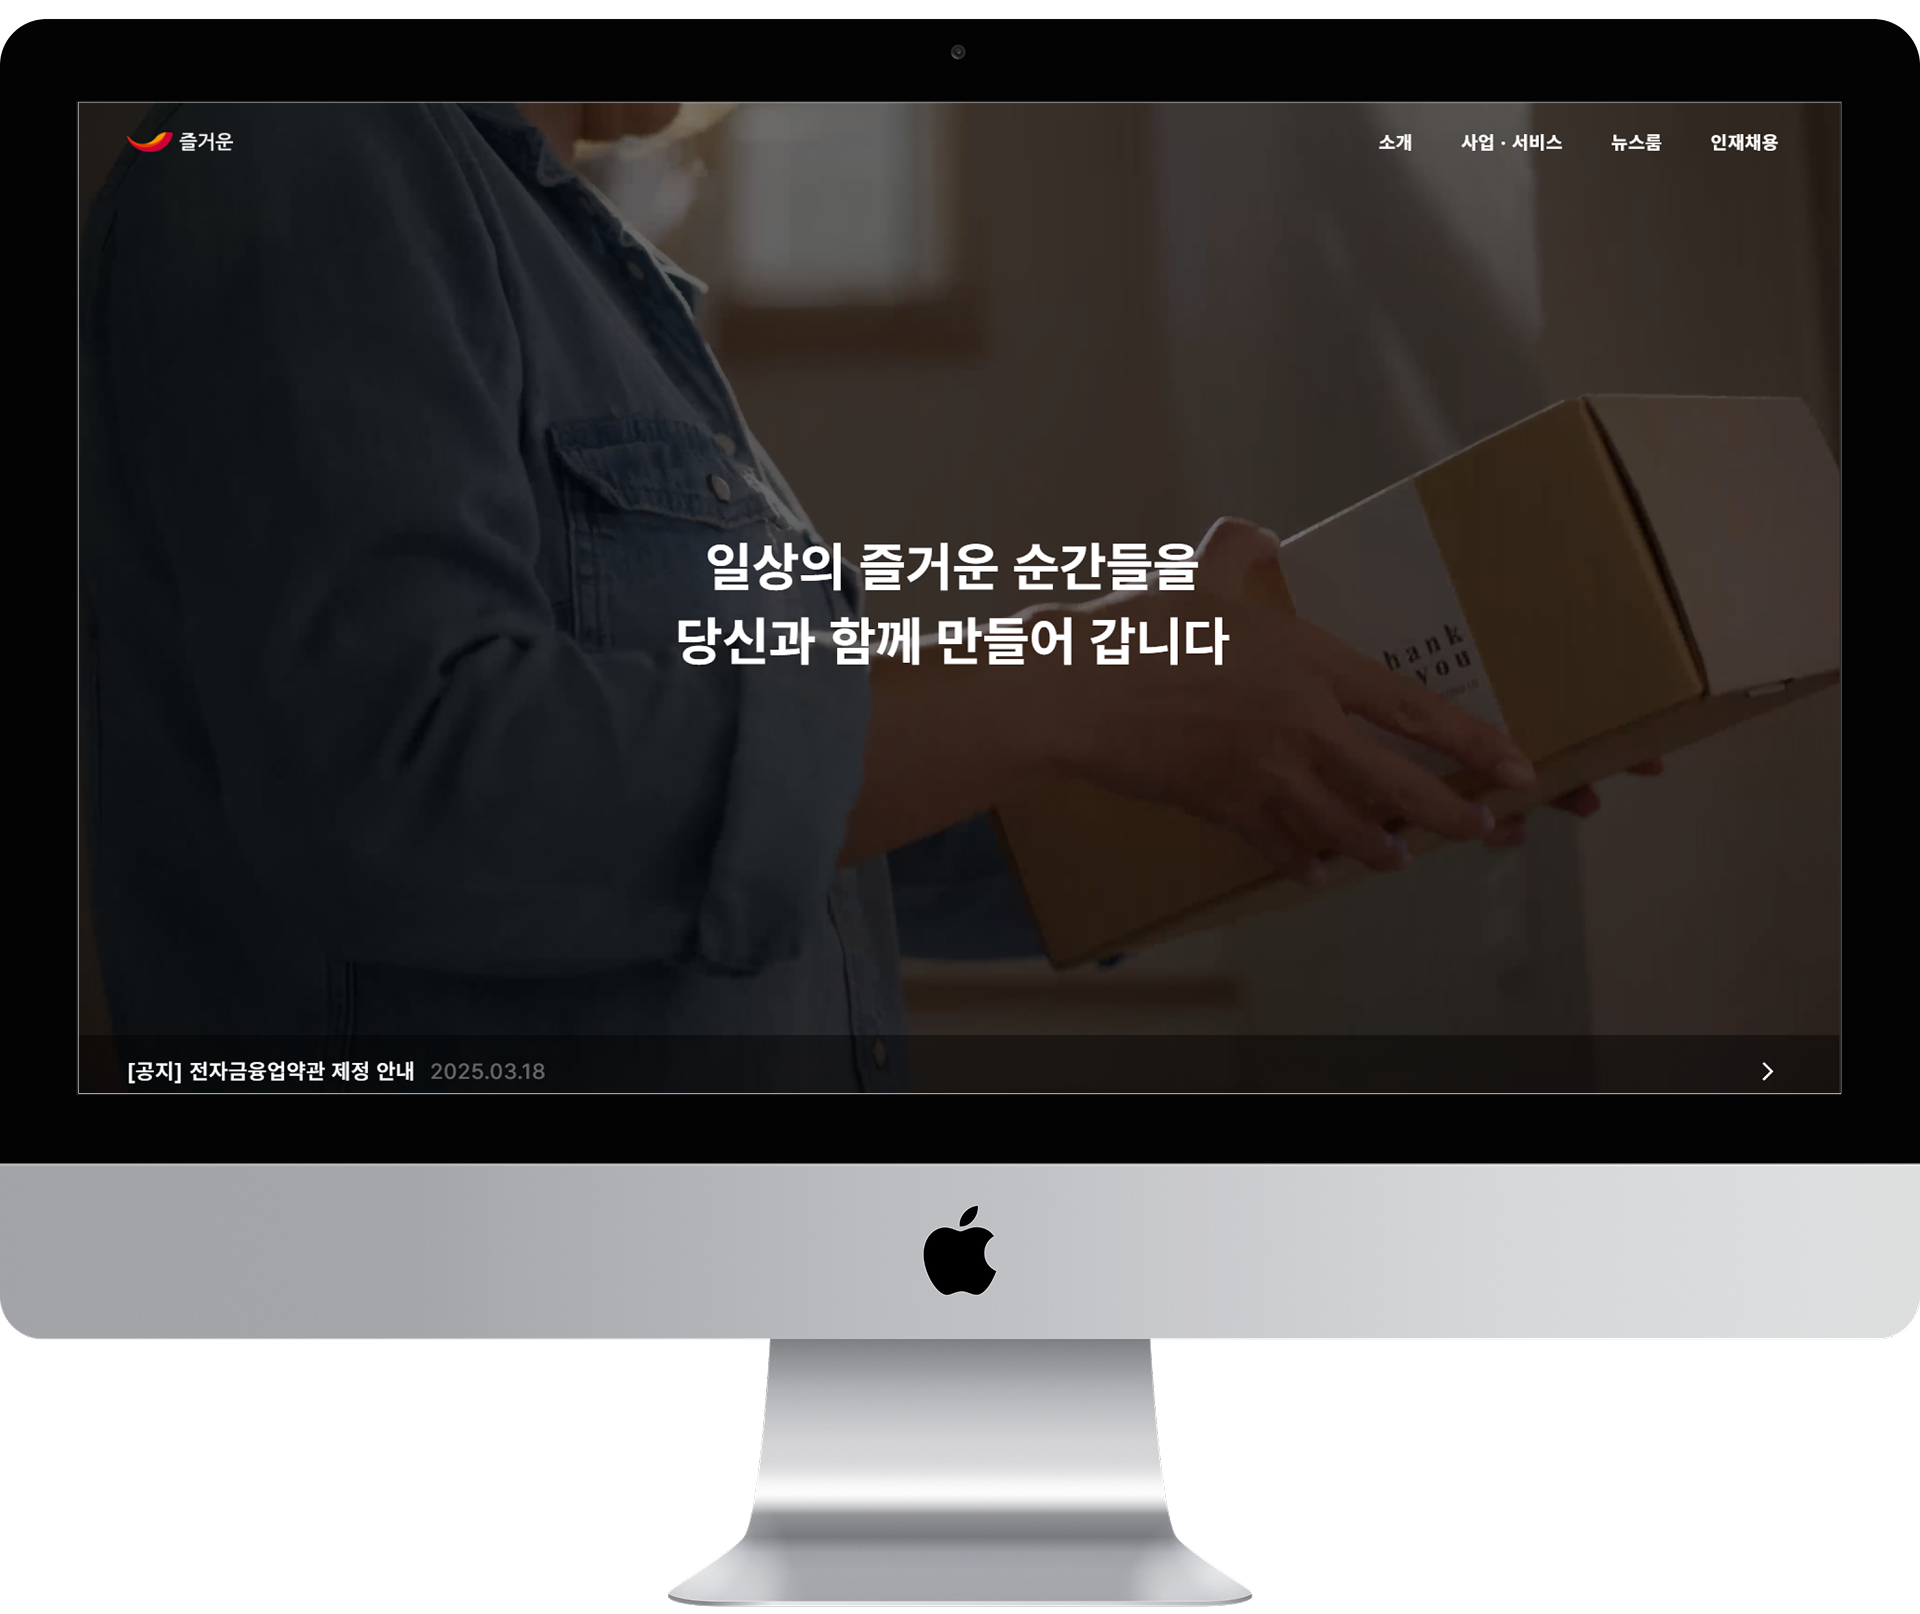 즐거운
소개 사업 · 서비스 뉴스룸 인재채용
일상의 즐거운 순간들을
당신과 함께 만들어 갑니다
you
[공지] 전자금융업약관 제정 안내 2025.03.18